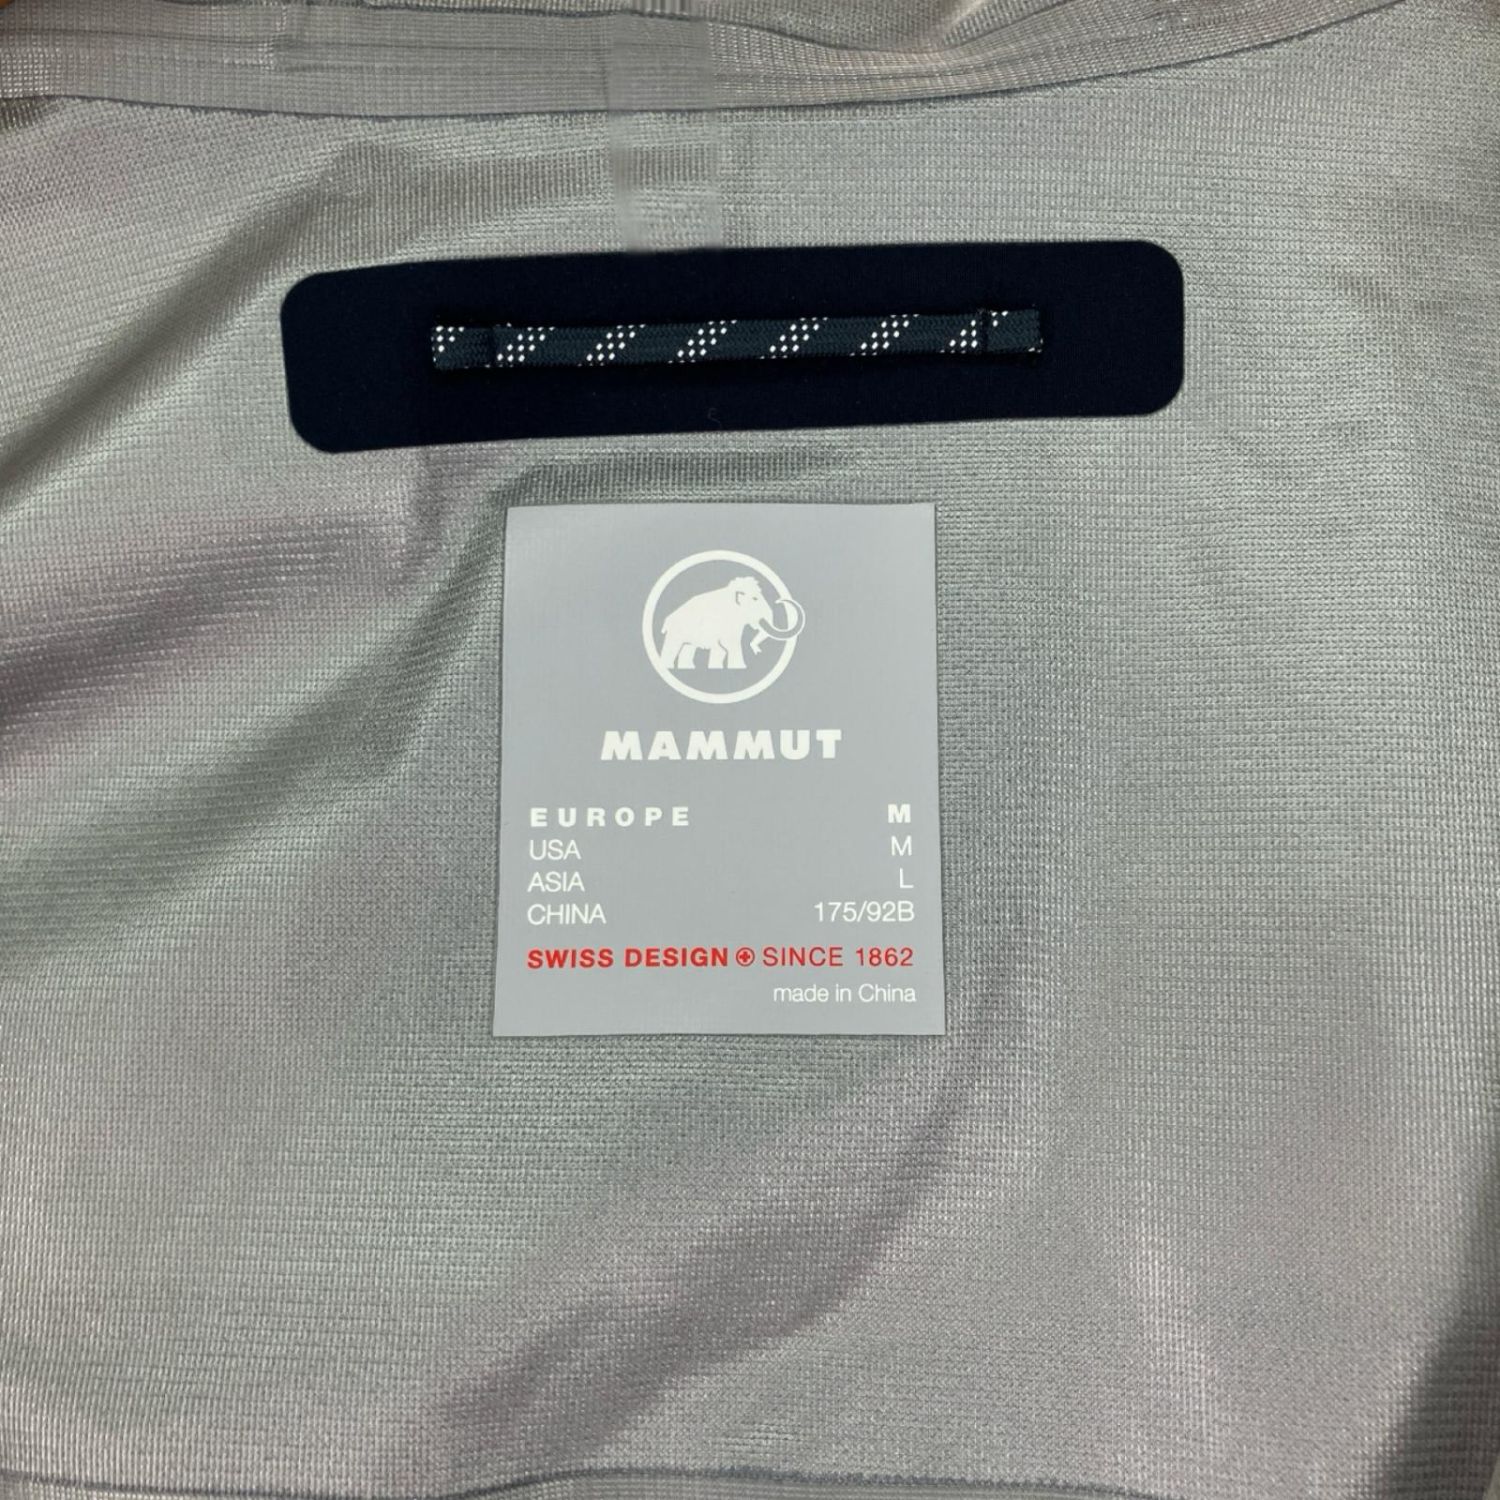 MAMMUT
EUROPE M
USA M
ASIA L
CHINA 175/92B
SWISS DESIGN SINCE 1862
made in China